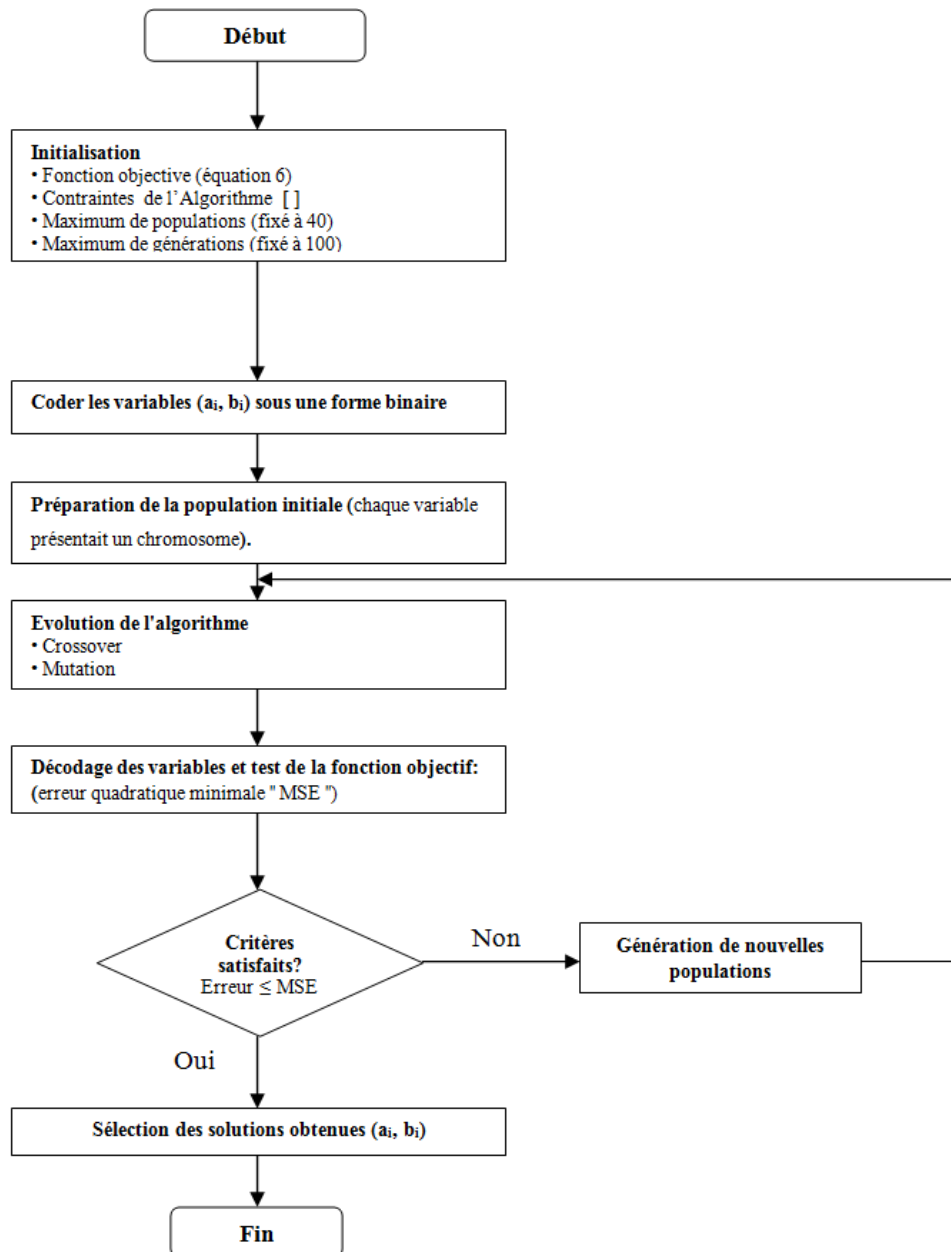 Début
Initialisation
• Fonction objective (équation 6)
• Contraintes de l’Algorithme [ ]
• Maximum de populations (fixé à 40)
• Maximum de générations (fixé à 100)
Coder les variables (aᵢ, bᵢ) sous une forme binaire
Préparation de la population initiale (chaque variable
présentait un chromosome).
Evolution de l'algorithme
• Crossover
• Mutation
Décodage des variables et test de la fonction objectif:
(erreur quadratique minimale " MSE ")
Critères
satisfaits?
Erreur ≤ MSE
Non
Génération de nouvelles
populations
Oui
Sélection des solutions obtenues (aᵢ, bᵢ)
Fin